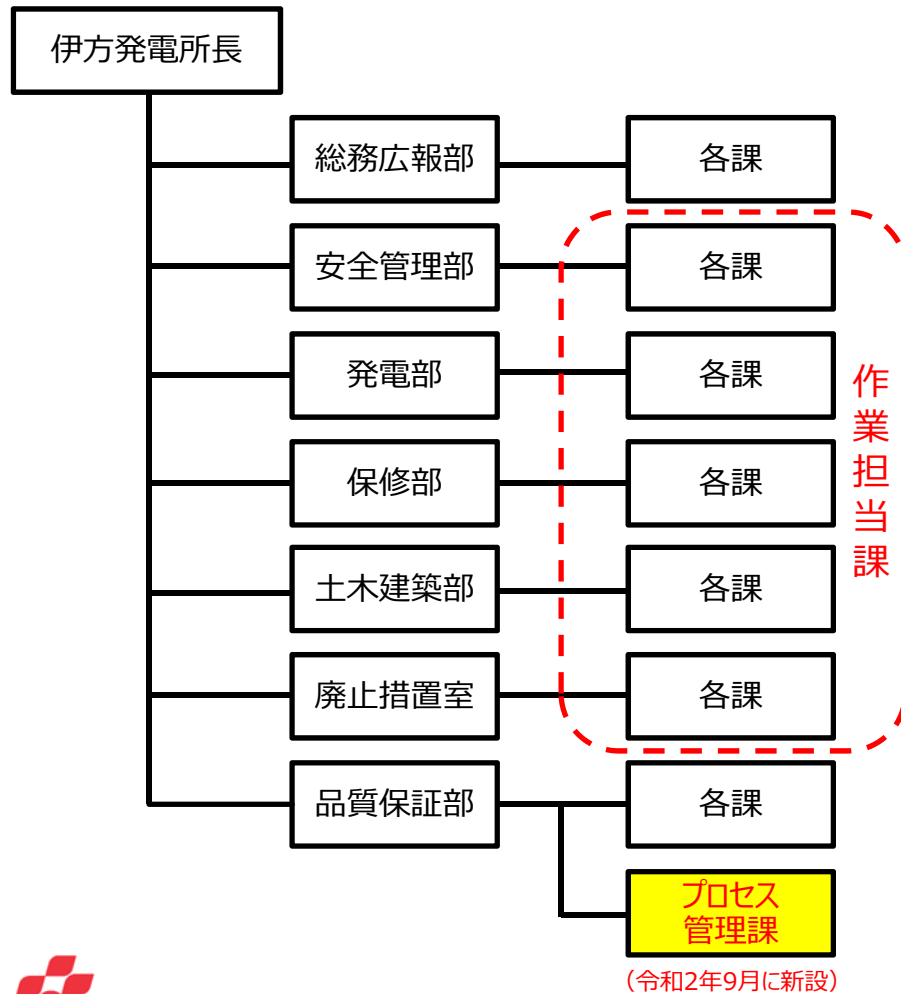 伊方発電所長
総務広報部
各課
安全管理部
各課
発電部
各課
保修部
各課
土木建築部
各課
廃止措置室
各課
作業担当課
品質保証部
各課
プロセス
管理課
(令和2年9月に新設)